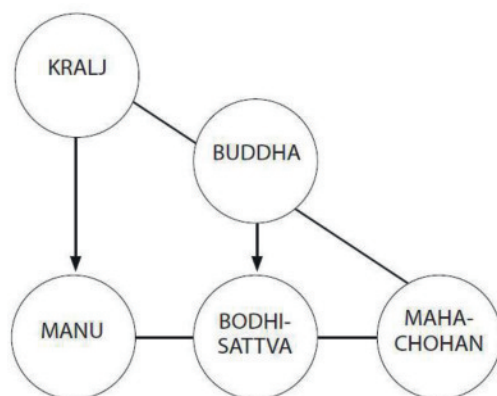 KRALJ
BUDDHA
MANU
BODHI-
SATTVA
MAHA-
CHOHAN